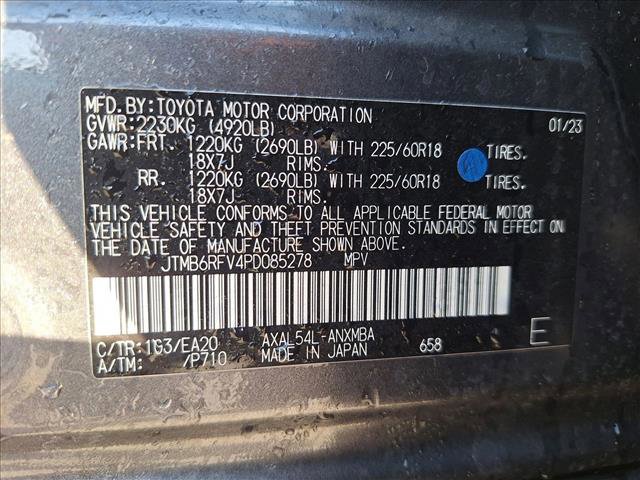 MFD. BY: TOYOTA MOTOR CORPORATION 01/23
GVWR: 2230KG (4920LB)
GAWR: FRT. 1220KG (2690LB) WITH 225/60R18 TIRES.
18X7J RIMS.
RR. 1220KG (2690LB) WITH 225/60R18 TIRES.
18X7J RIMS.
THIS VEHICLE CONFORMS TO ALL APPLICABLE FEDERAL MOTOR
VEHICLE SAFETY AND THEFT PREVENTION STANDARDS IN EFFECT ON
THE DATE OF MANUFACTURE SHOWN ABOVE.
JTMB6RFV4PD085278 MPV
C/TR: 1G3/EA20 AXAL54L-ANXMBA 658 E
A/TM: /P710 MADE IN JAPAN